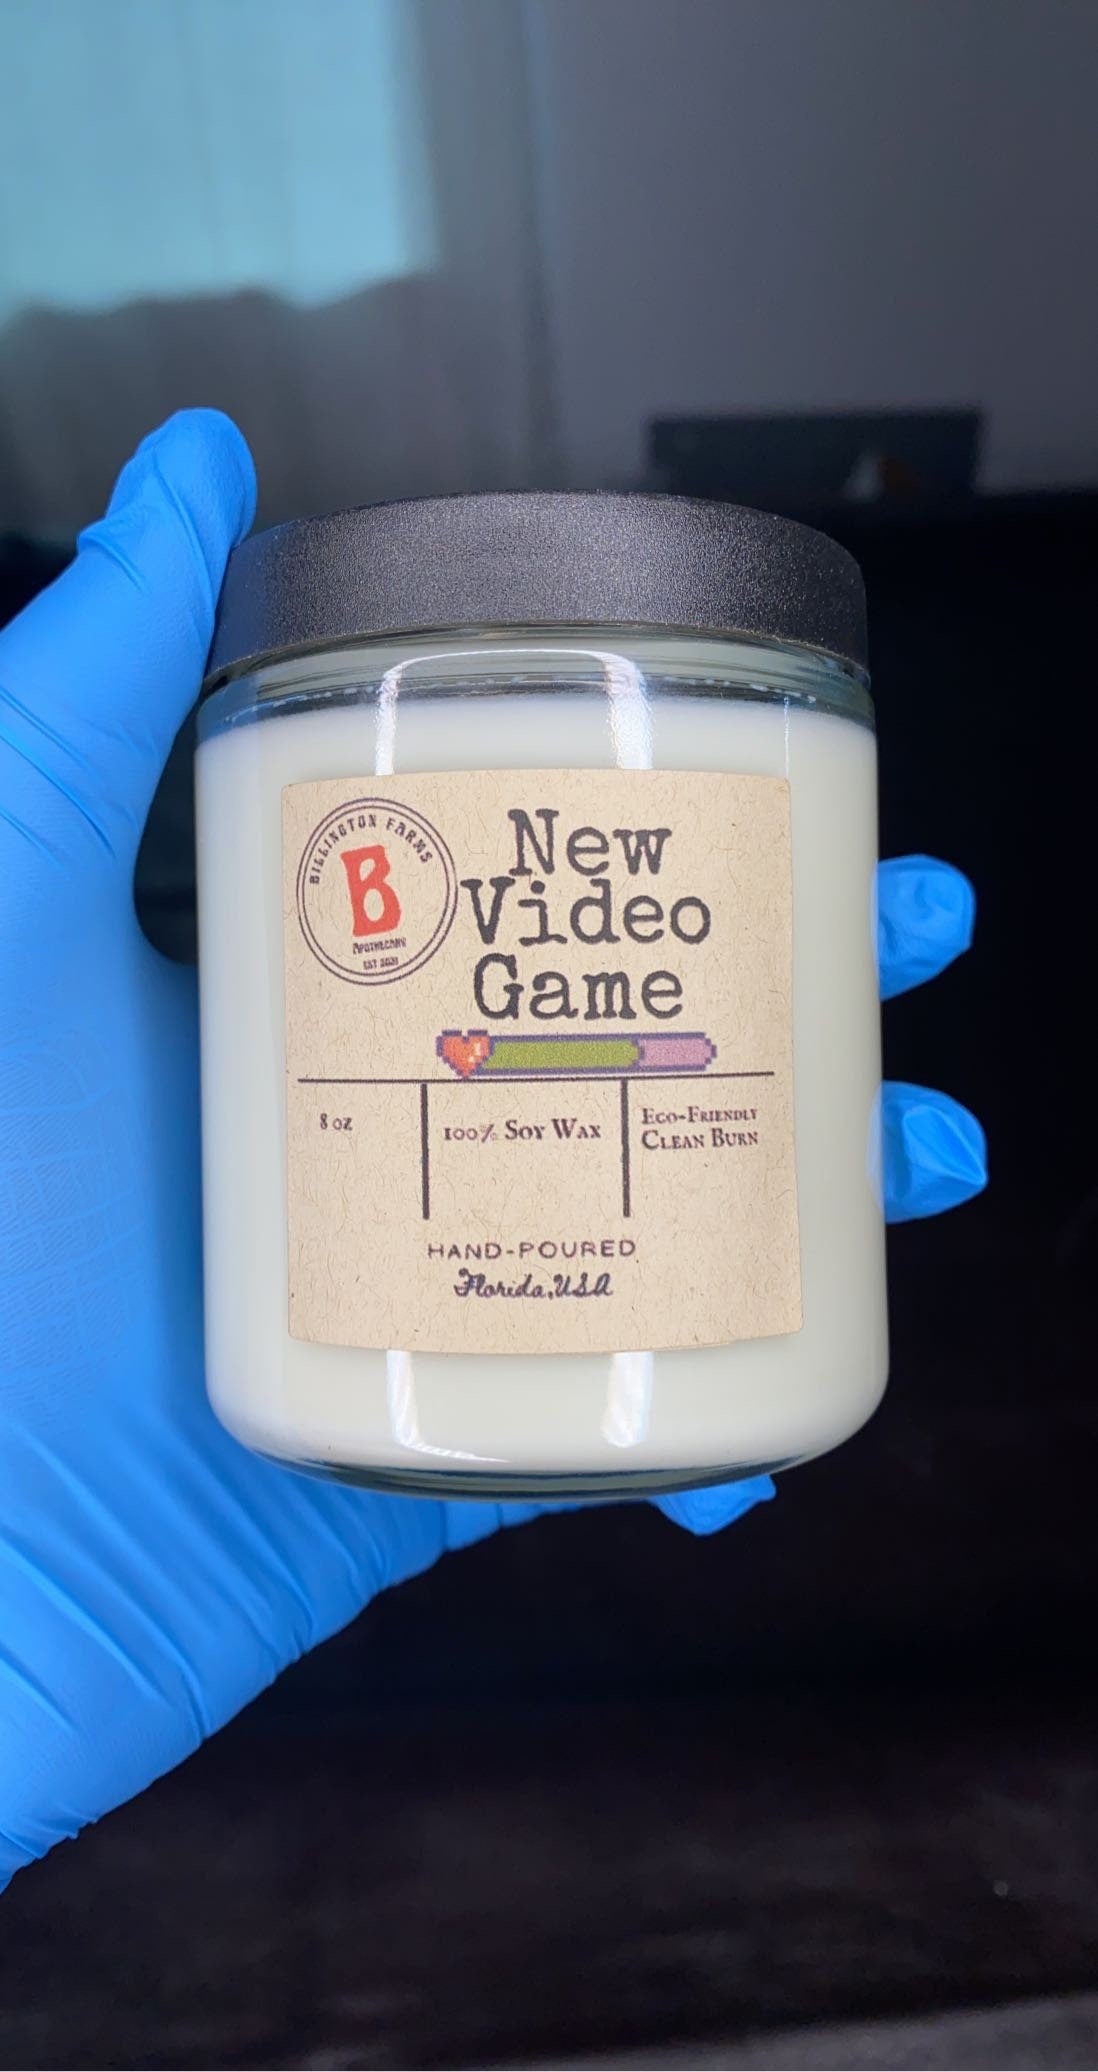 BILLINGTON FARMS
B
APOTHECARY
EST 2021
New
Video
Game
8 oz
100% Soy Wax
Eco-Friendly
Clean Burn
HAND-POURED
Florida, USA